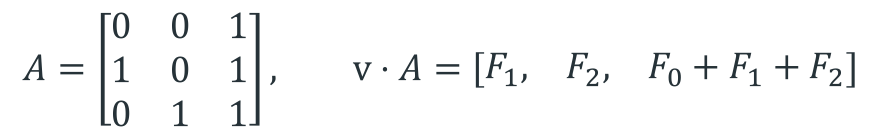 A = [0 0 1
1 0 1
0 1 1], v · A = [F₁, F₂, F₀ + F₁ + F₂]